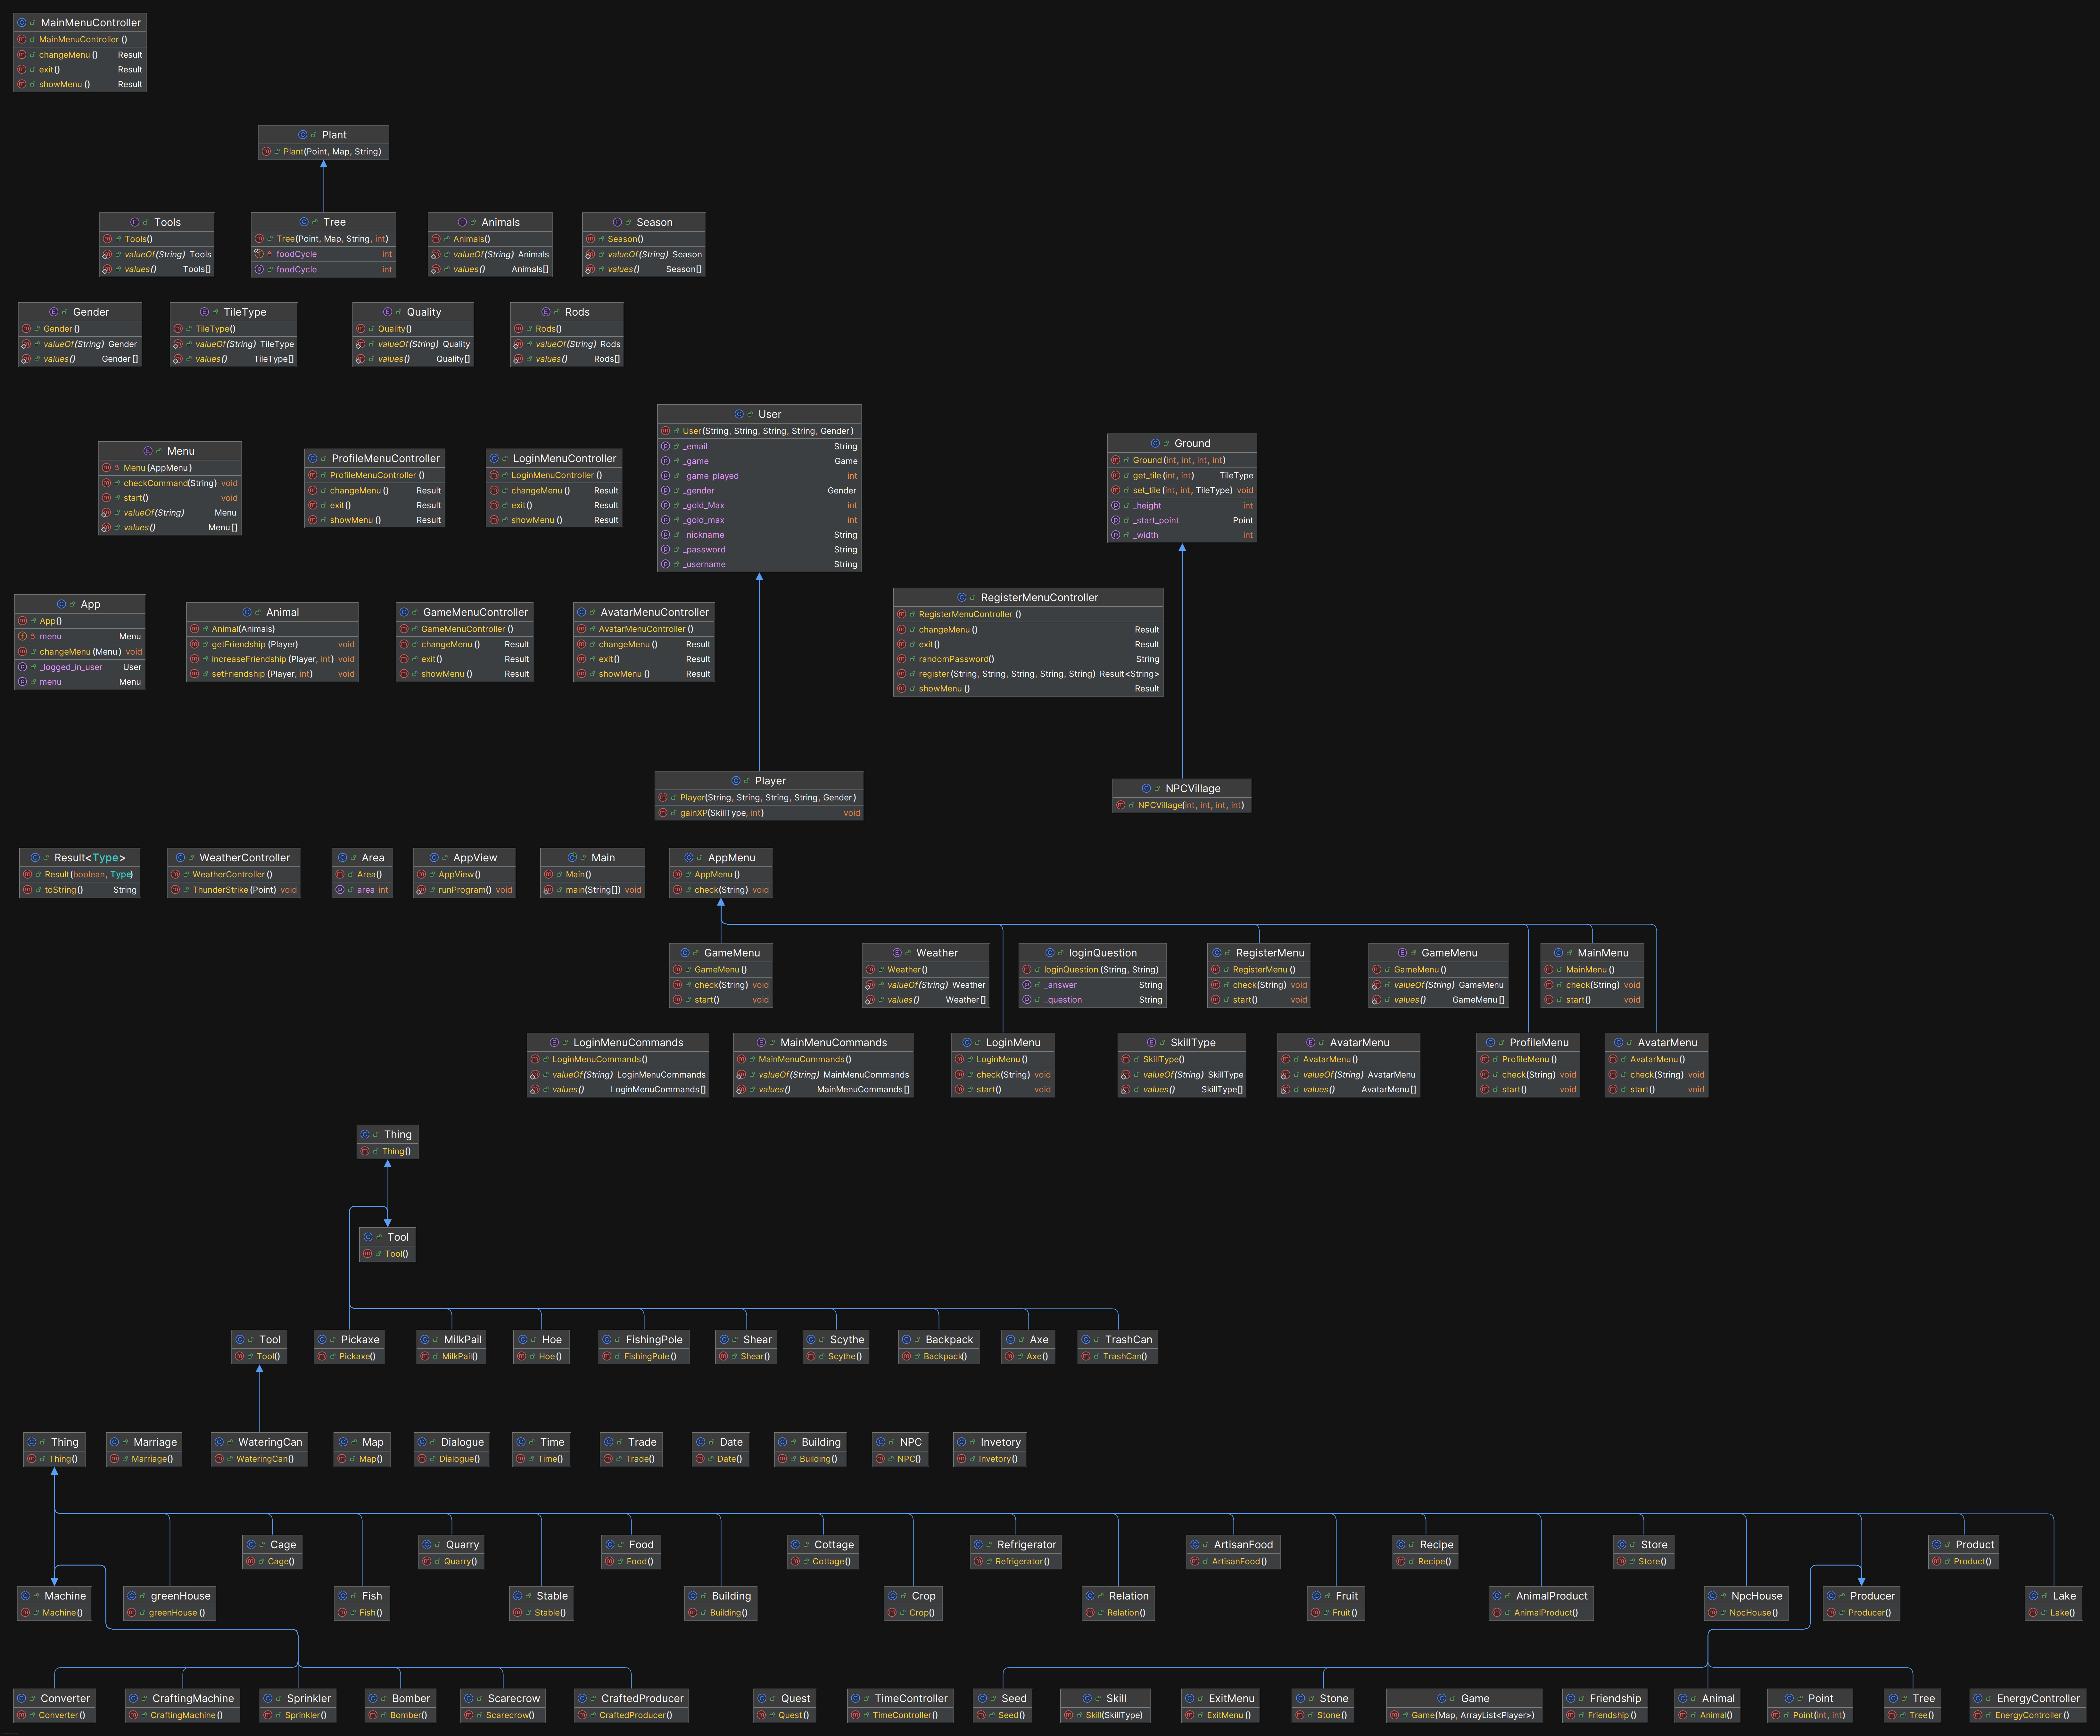 MainMenuController
MainMenuController ()
changeMenu () Result
exit() Result
showMenu () Result
Plant
Plant(Point, Map, String)
Tools
Tools()
valueOf(String) Tools
values() Tools[]
Tree
Tree(Point, Map, String, int)
foodCycle int
foodCycle int
Animals
Animals()
valueOf(String) Animals
values() Animals[]
Season
Season()
valueOf(String) Season
values() Season[]
Gender
Gender ()
valueOf(String) Gender
values() Gender []
TileType
TileType()
valueOf(String) TileType
values() TileType[]
Quality
Quality()
valueOf(String) Quality
values() Quality[]
Rods
Rods()
valueOf(String) Rods
values() Rods[]
Menu
Menu (AppMenu )
checkCommand(String) void
start() void
valueOf(String) Menu
values() Menu []
ProfileMenuController
ProfileMenuController ()
changeMenu () Result
exit() Result
showMenu () Result
LoginMenuController
LoginMenuController ()
changeMenu () Result
exit() Result
showMenu () Result
User
User (String, String, String, String, Gender )
_email String
_game Game
_game_played int
_gender Gender
_gold_Max int
_gold_max int
_nickname String
_password String
_username String
Ground
Ground (int, int, int, int)
get_tile (int, int) TileType
set_tile (int, int, TileType) void
_height int
_start_point Point
_width int
App
App()
menu Menu
changeMenu (Menu ) void
_logged_in_user User
menu Menu
Animal
Animal(Animals)
getFriendship (Player) void
increaseFriendship (Player, int) void
setFriendship (Player, int) void
GameMenuController
GameMenuController ()
changeMenu () Result
exit() Result
showMenu () Result
AvatarMenuController
AvatarMenuController ()
changeMenu () Result
exit() Result
showMenu () Result
RegisterMenuController
RegisterMenuController ()
changeMenu () Result
exit() Result
randomPassword() String
register (String, String, String, String, String) Result<String>
showMenu () Result
Player
Player(String, String, String, String, Gender )
gainXP(SkillType, int) void
NPCVillage
NPCVillage(int, int, int, int)
Result<Type>
Result(boolean, Type)
toString() String
WeatherController
WeatherController ()
ThunderStrike (Point) void
Area
Area()
area int
AppView
AppView()
runProgram() void
Main
Main()
main(String[]) void
AppMenu
AppMenu ()
check(String) void
GameMenu
GameMenu ()
check(String) void
start() void
Weather
Weather()
valueOf(String) Weather
values() Weather[]
loginQuestion
loginQuestion (String, String)
_answer String
_question String
RegisterMenu
RegisterMenu ()
check(String) void
start() void
GameMenu
GameMenu ()
valueOf(String) GameMenu
values() GameMenu []
MainMenu
MainMenu ()
check(String) void
start() void
LoginMenuCommands
LoginMenuCommands()
valueOf(String) LoginMenuCommands
values() LoginMenuCommands[]
MainMenuCommands
MainMenuCommands()
valueOf(String) MainMenuCommands
values() MainMenuCommands[]
LoginMenu
LoginMenu ()
check(String) void
start() void
SkillType
SkillType()
valueOf(String) SkillType
values() SkillType[]
AvatarMenu
AvatarMenu ()
valueOf(String) AvatarMenu
values() AvatarMenu []
ProfileMenu
ProfileMenu ()
check(String) void
start() void
AvatarMenu
AvatarMenu ()
check(String) void
start() void
Thing
Thing()
Tool
Tool()
Tool
Tool()
Pickaxe
Pickaxe()
MilkPail
MilkPail()
Hoe
Hoe()
FishingPole
FishingPole()
Shear
Shear()
Scythe
Scythe()
Backpack
Backpack()
Axe
Axe()
TrashCan
TrashCan()
Thing
Thing()
Marriage
Marriage()
WateringCan
WateringCan()
Map
Map()
Dialogue
Dialogue()
Time
Time()
Trade
Trade()
Date
Date()
Building
Building()
NPC
NPC()
Invetory
Invetory()
Cage
Cage()
Quarry
Quarry()
Food
Food()
Cottage
Cottage()
Refrigerator
Refrigerator()
ArtisanFood
ArtisanFood()
Recipe
Recipe()
Store
Store()
Product
Product()
Machine
Machine()
greenHouse
greenHouse ()
Fish
Fish()
Stable
Stable()
Building
Building()
Crop
Crop()
Relation
Relation()
Fruit
Fruit()
AnimalProduct
AnimalProduct()
NpcHouse
NpcHouse()
Producer
Producer()
Lake
Lake()
Converter
Converter ()
CraftingMachine
CraftingMachine ()
Sprinkler
Sprinkler()
Bomber
Bomber()
Scarecrow
Scarecrow()
CraftedProducer
CraftedProducer()
Quest
Quest()
TimeController
TimeController()
Seed
Seed()
Skill
Skill(SkillType)
ExitMenu
ExitMenu ()
Stone
Stone()
Game
Game(Map, ArrayList<Player>)
Friendship
Friendship()
Animal
Animal()
Point
Point(int, int)
Tree
Tree()
EnergyController
EnergyController ()